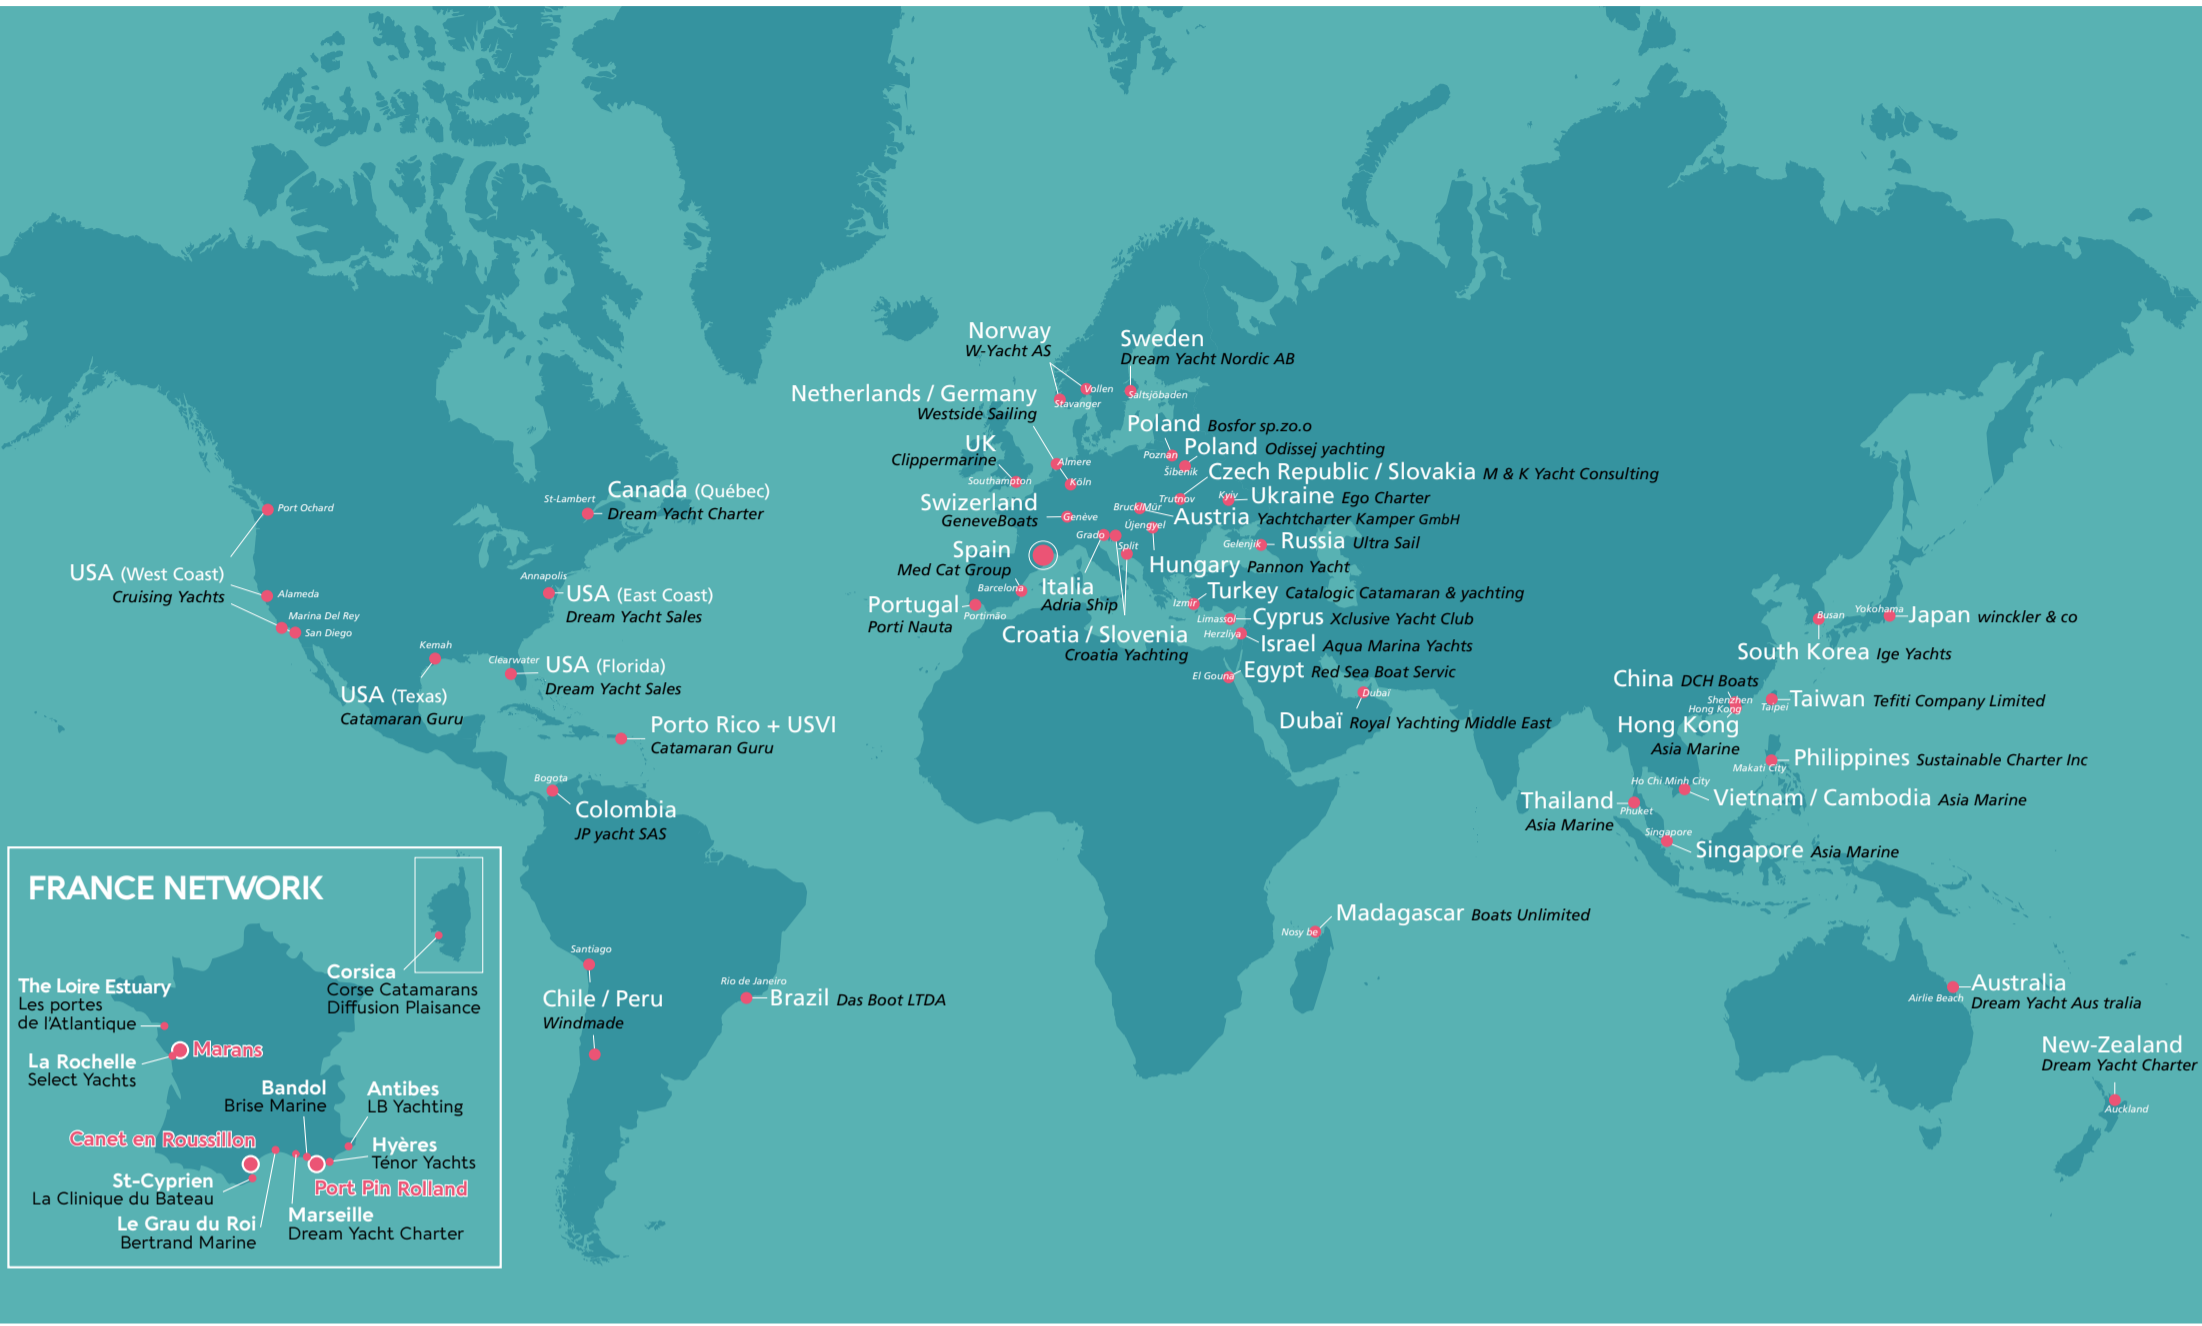 Norway
W-Yacht AS
Vollen
Stavanger
Sweden
Dream Yacht Nordic AB
Saltsjöbaden
Netherlands / Germany
Westside Sailing
Almere
Köln
UK
Clippermarine
Southampton
Poland Bosfor sp.zo.o
Poznan
Poland Odissej yachting
Šibenik
Czech Republic / Slovakia M & K Yacht Consulting
Trutnov
Kyiv
Ukraine Ego Charter
Bruck/Mür
Austria Yachtcharter Kamper GmbH
Swizerland
GeneveBoats
Genève
Újengyel
Hungary Pannon Yacht
Gelenjik
Russia Ultra Sail
Grado
Split
Spain
Med Cat Group
Barcelona
Italia
Adria Ship
Portugal
Porti Nauta
Portimão
Croatia / Slovenia
Croatia Yachting
Izmir
Turkey Catalogic Catamaran & yachting
Limassol
Cyprus Xclusive Yacht Club
Herzliya
Israel Aqua Marina Yachts
El Gouna
Egypt Red Sea Boat Servic
Dubaï
Dubaï Royal Yachting Middle East
Port Ochard
USA (West Coast)
Cruising Yachts
Alameda
Marina Del Rey
San Diego
St-Lambert
Canada (Québec)
Dream Yacht Charter
Annapolis
USA (East Coast)
Dream Yacht Sales
Kemah
USA (Texas)
Catamaran Guru
Clearwater
USA (Florida)
Dream Yacht Sales
Porto Rico + USVI
Catamaran Guru
Bogota
Colombia
JP yacht SAS
Santiago
Chile / Peru
Windmade
Rio de Janeiro
Brazil Das Boot LTDA
Busan
Yokohama
Japan winckler & co
South Korea Ige Yachts
China DCH Boats
Shenzhen
Hong Kong
Hong Kong
Asia Marine
Taipei
Taiwan Tefiti Company Limited
Philippines Sustainable Charter Inc
Makati City
Ho Chi Minh City
Vietnam / Cambodia Asia Marine
Thailand
Asia Marine
Phuket
Singapore
Singapore Asia Marine
Nosy be
Madagascar Boats Unlimited
Airlie Beach
Australia
Dream Yacht Aus tralia
New-Zealand
Dream Yacht Charter
Auckland
FRANCE NETWORK
Corsica
Corse Catamarans
Diffusion Plaisance
The Loire Estuary
Les portes
de l'Atlantique
Marans
La Rochelle
Select Yachts
Bandol
Brise Marine
Antibes
LB Yachting
Canet en Roussillon
Hyères
Ténor Yachts
St-Cyprien
La Clinique du Bateau
Port Pin Rolland
Le Grau du Roi
Bertrand Marine
Marseille
Dream Yacht Charter